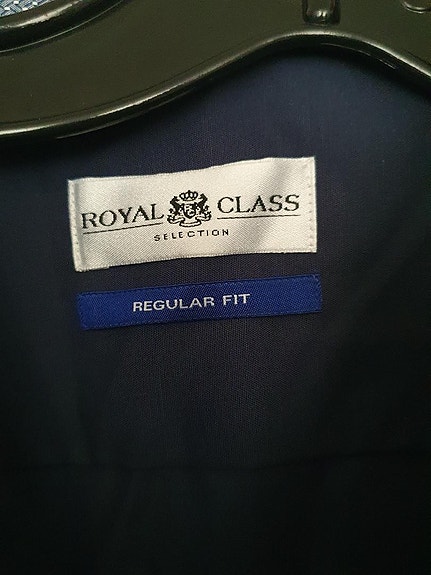 ROYAL CLASS
SELECTION
REGULAR FIT